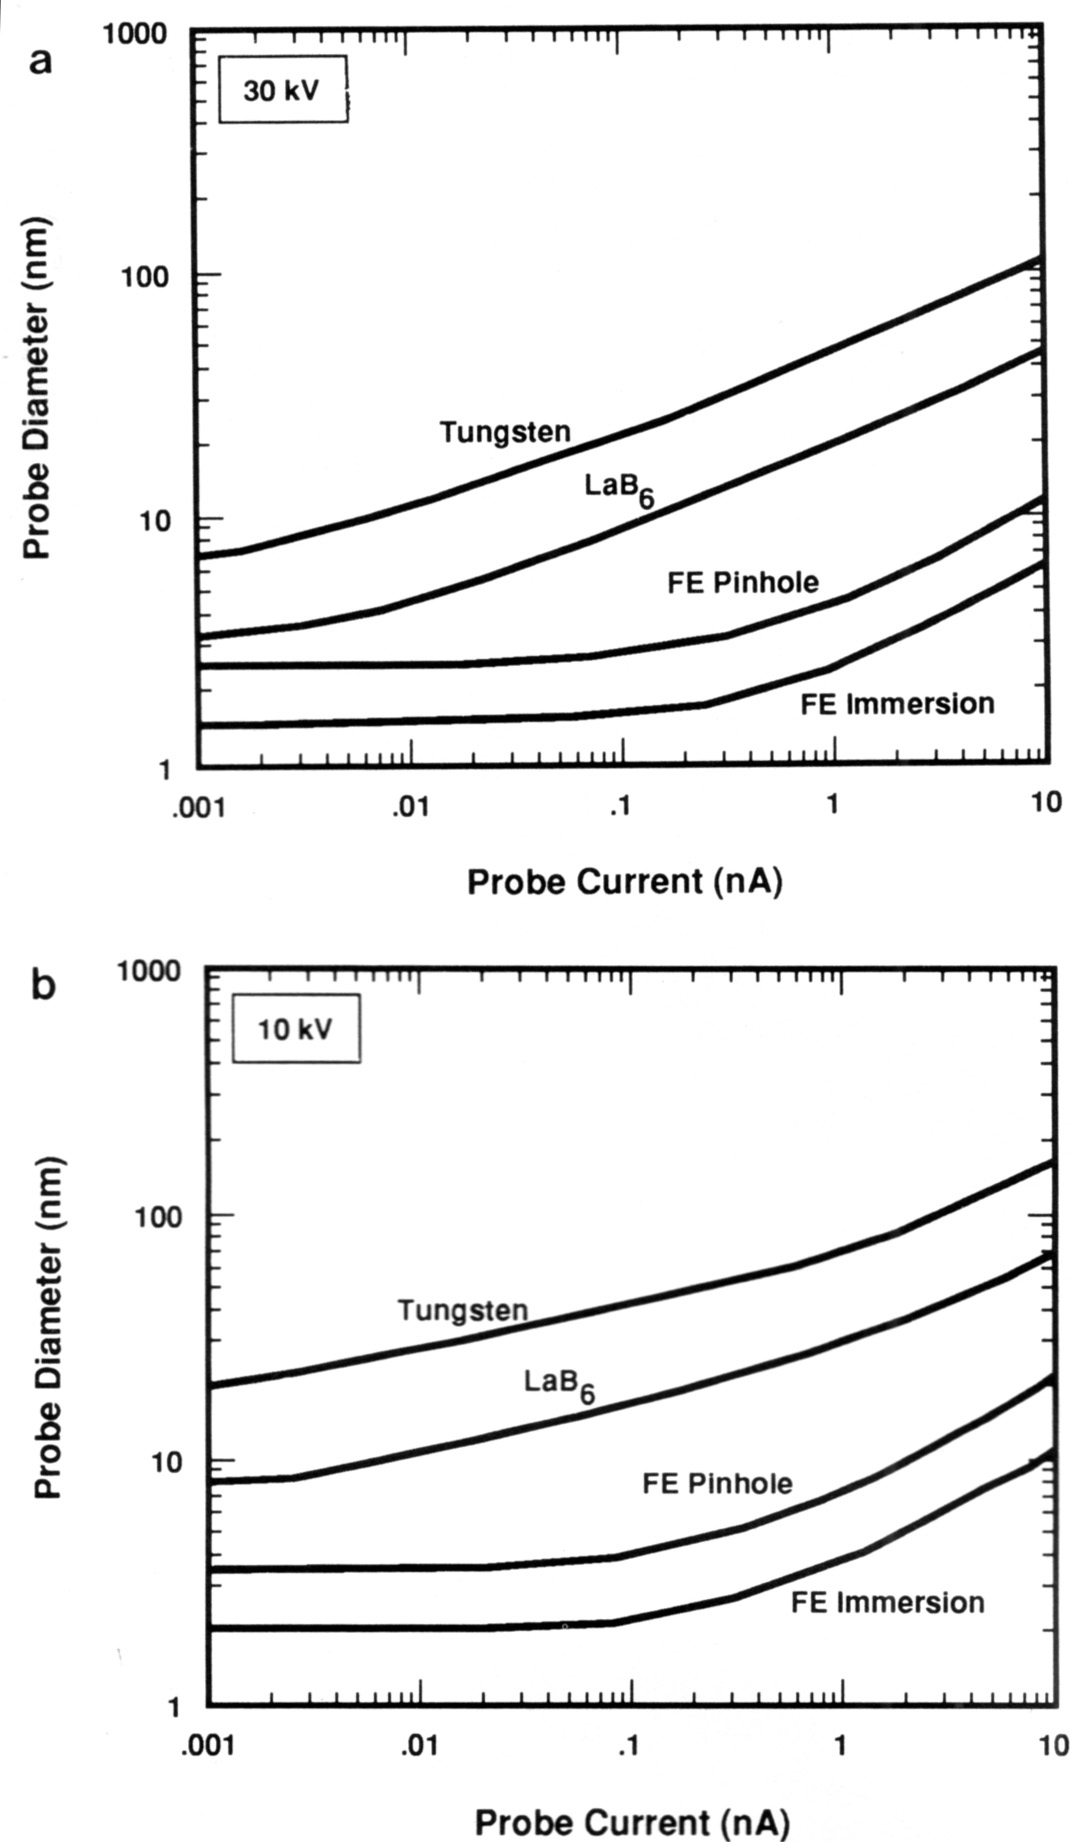 a
30 kV
1000
100
10
1
Probe Diameter (nm)
Tungsten
LaB6
FE Pinhole
FE Immersion
.001 .01 .1 1 10
Probe Current (nA)
b
10 kV
1000
100
10
1
Probe Diameter (nm)
Tungsten
LaB6
FE Pinhole
FE Immersion
.001 .01 .1 1 10
Probe Current (nA)